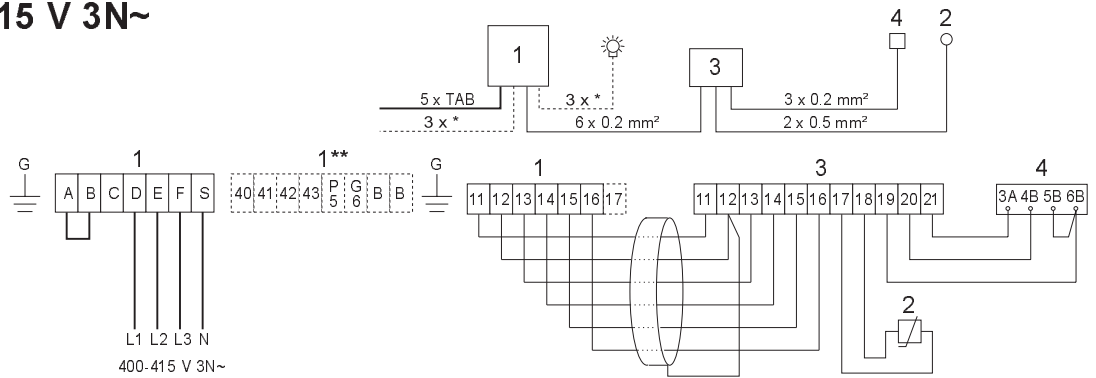 15 V 3N~
4 2
1
3
5 x TAB 3 x * 3 x 0.2 mm²
3 x * 6 x 0.2 mm² 2 x 0.5 mm²
G 1 1** G 1 3 4
A B C D E F S 40 41 42 43 P5 G6 B B 11 12 13 14 15 16 17 11 12 13 14 15 16 17 18 19 20 21 3A 4B 5B 6B
2
L1 L2 L3 N
400-415 V 3N~